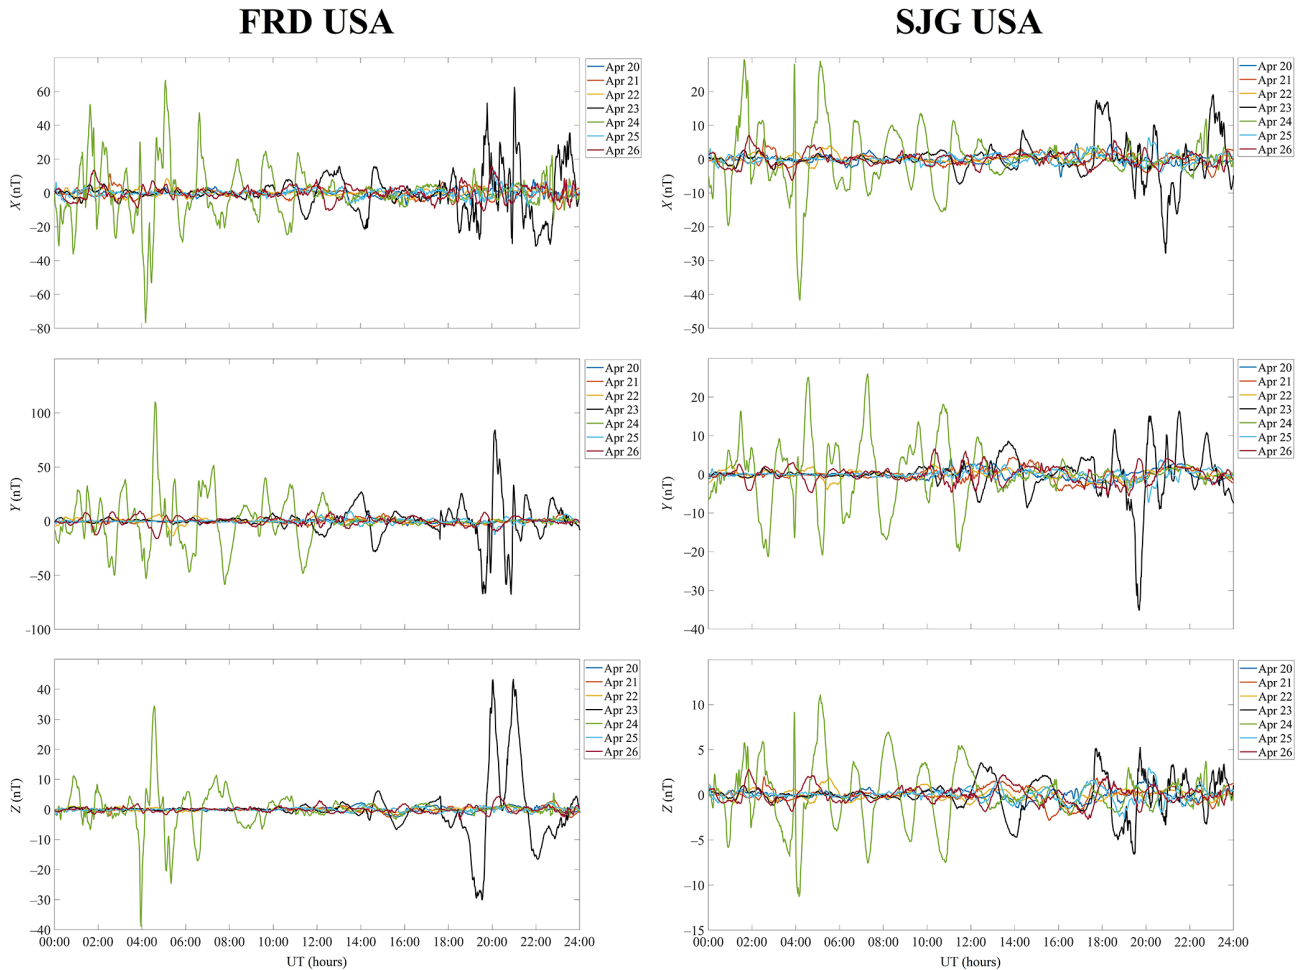 FRD USA
SJG USA
60
40
20
0
–20
–40
–60
–80
X (nT)
Apr 20
Apr 21
Apr 22
Apr 23
Apr 24
Apr 25
Apr 26
20
10
0
–10
–20
–30
–40
–50
X (nT)
Apr 20
Apr 21
Apr 22
Apr 23
Apr 24
Apr 25
Apr 26
100
50
0
–50
–100
Y (nT)
Apr 20
Apr 21
Apr 22
Apr 23
Apr 24
Apr 25
Apr 26
20
10
0
–10
–20
–30
–40
Y (nT)
Apr 20
Apr 21
Apr 22
Apr 23
Apr 24
Apr 25
Apr 26
40
30
20
10
0
–10
–20
–30
–40
Z (nT)
Apr 20
Apr 21
Apr 22
Apr 23
Apr 24
Apr 25
Apr 26
00:00 02:00 04:00 06:00 08:00 10:00 12:00 14:00 16:00 18:00 20:00 22:00 24:00
UT (hours)
10
5
0
–5
–10
–15
Z (nT)
Apr 20
Apr 21
Apr 22
Apr 23
Apr 24
Apr 25
Apr 26
00:00 02:00 04:00 06:00 08:00 10:00 12:00 14:00 16:00 18:00 20:00 22:00 24:00
UT (hours)